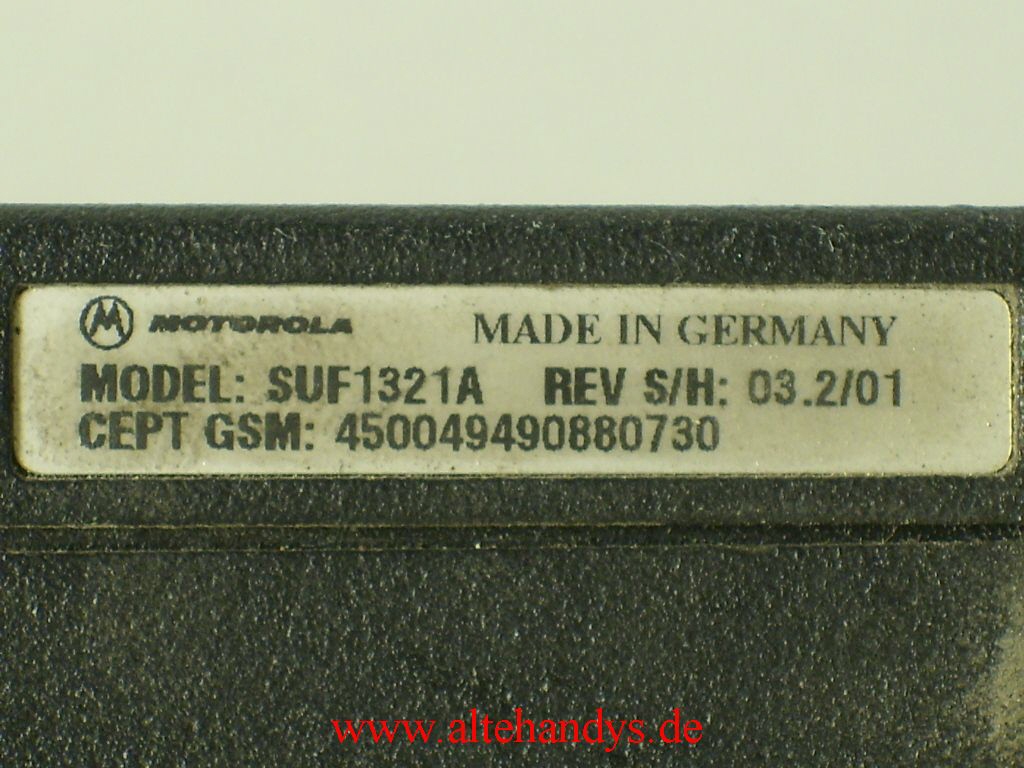 MOTOROLA MADE IN GERMANY
MODEL: SUF1321A REV S/H: 03.2/01
CEPT GSM: 450049490880730
www.altehandys.de